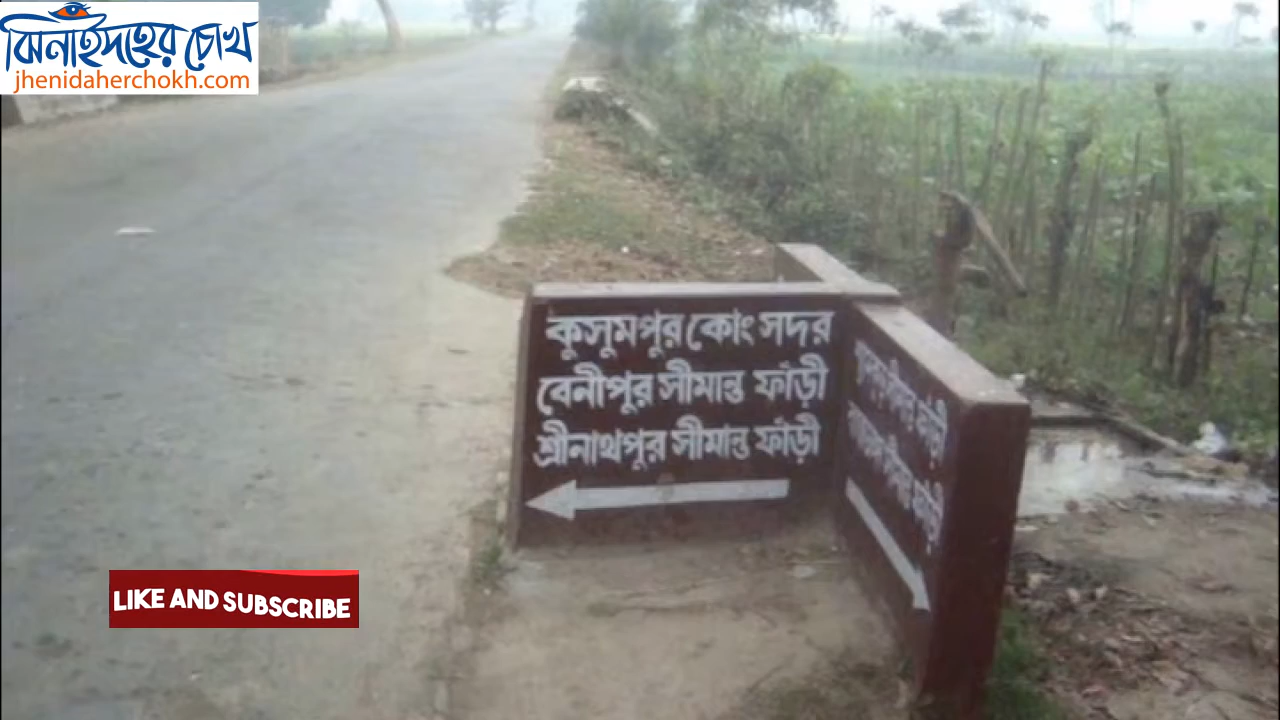 ঝিনাইদহের চোখ
jhenidaherchokh.com
কুসুমপুর কোং সদর
বেনীপুর সীমান্ত ফাঁড়ী
শ্রীনাথপুর সীমান্ত ফাঁড়ী
সীমান্ত ফাঁড়ী
সীমান্ত ফাঁড়ী
LIKE AND SUBSCRIBE